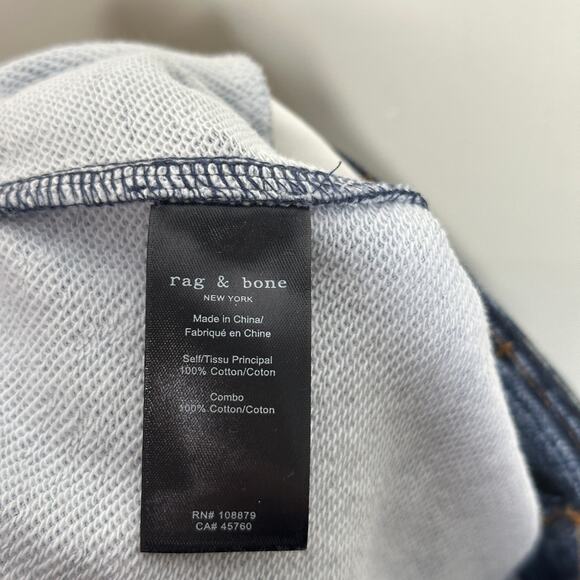 rag & bone
NEW YORK
Made in China/
Fabriqué en Chine
Self/Tissu Principal
100% Cotton/Coton
Combo
100% Cotton/Coton
RN# 108879
CA# 45760